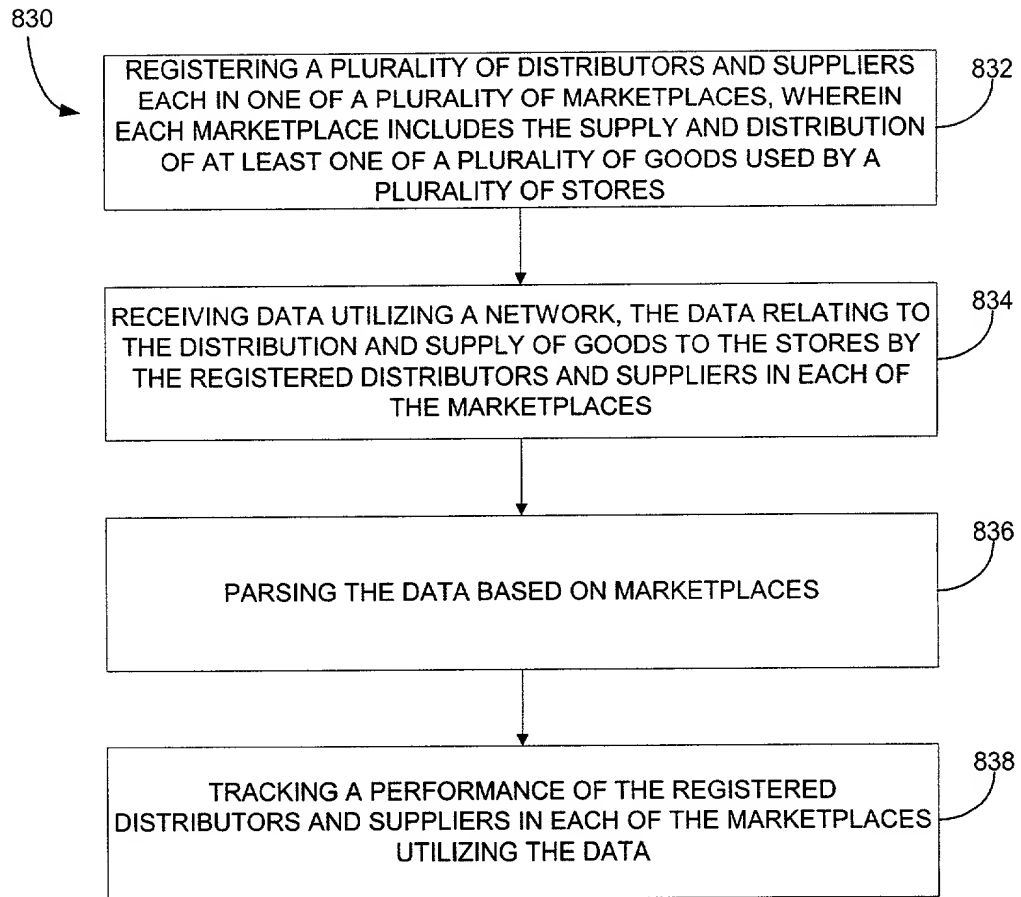 830
REGISTERING A PLURALITY OF DISTRIBUTORS AND SUPPLIERS
EACH IN ONE OF A PLURALITY OF MARKETPLACES, WHEREIN
EACH MARKETPLACE INCLUDES THE SUPPLY AND DISTRIBUTION
OF AT LEAST ONE OF A PLURALITY OF GOODS USED BY A
PLURALITY OF STORES
832
RECEIVING DATA UTILIZING A NETWORK, THE DATA RELATING TO
THE DISTRIBUTION AND SUPPLY OF GOODS TO THE STORES BY
THE REGISTERED DISTRIBUTORS AND SUPPLIERS IN EACH OF
THE MARKETPLACES
834
PARSING THE DATA BASED ON MARKETPLACES
836
TRACKING A PERFORMANCE OF THE REGISTERED
DISTRIBUTORS AND SUPPLIERS IN EACH OF THE MARKETPLACES
UTILIZING THE DATA
838